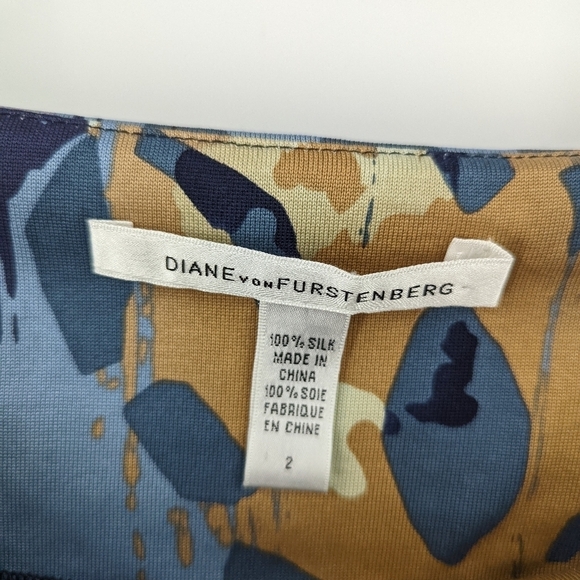 DIANE VON FURSTENBERG
100% SILK
MADE IN
CHINA
100% SOIE
FABRIQUE
EN CHINE
2